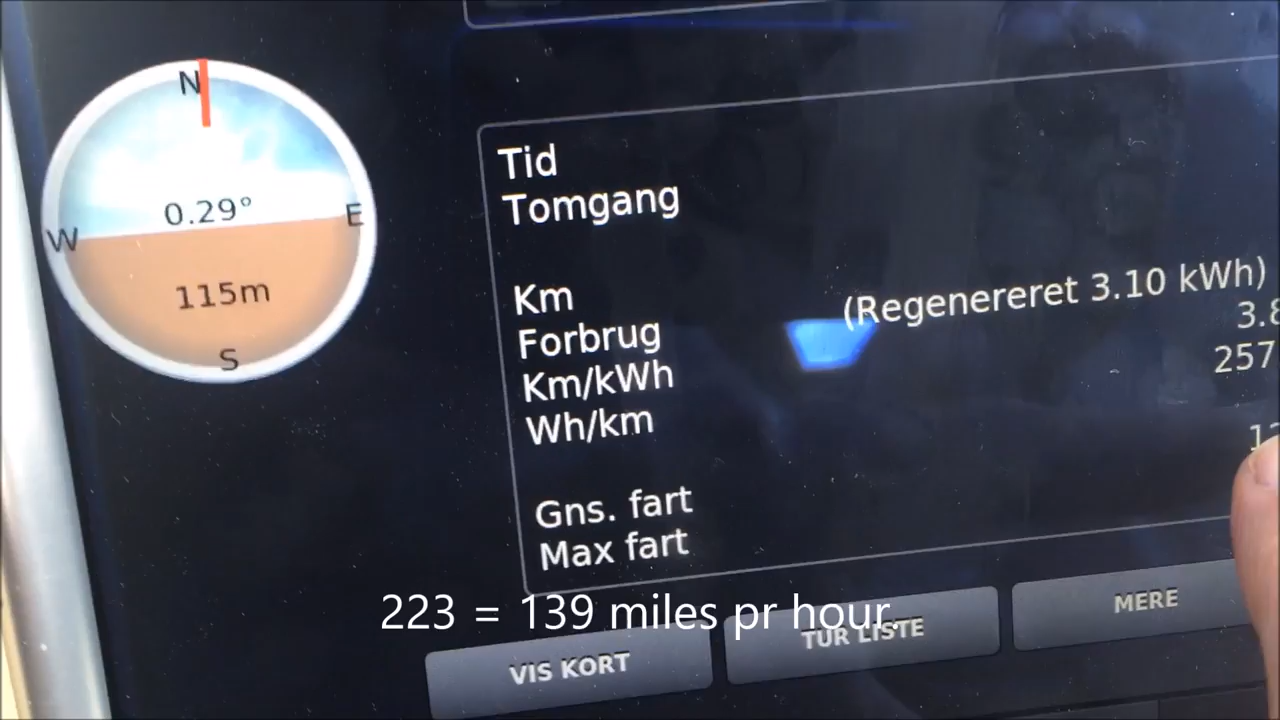 N
0.29°
W
E
115m
S
Tid
Tomgang
Km
(Regenereret 3.10 kWh)
Forbrug
3.8
Km/kWh
257
Wh/km
Gns. fart
Max fart
223 = 139 miles pr hour.
VIS KORT
TUR LISTE
MERE